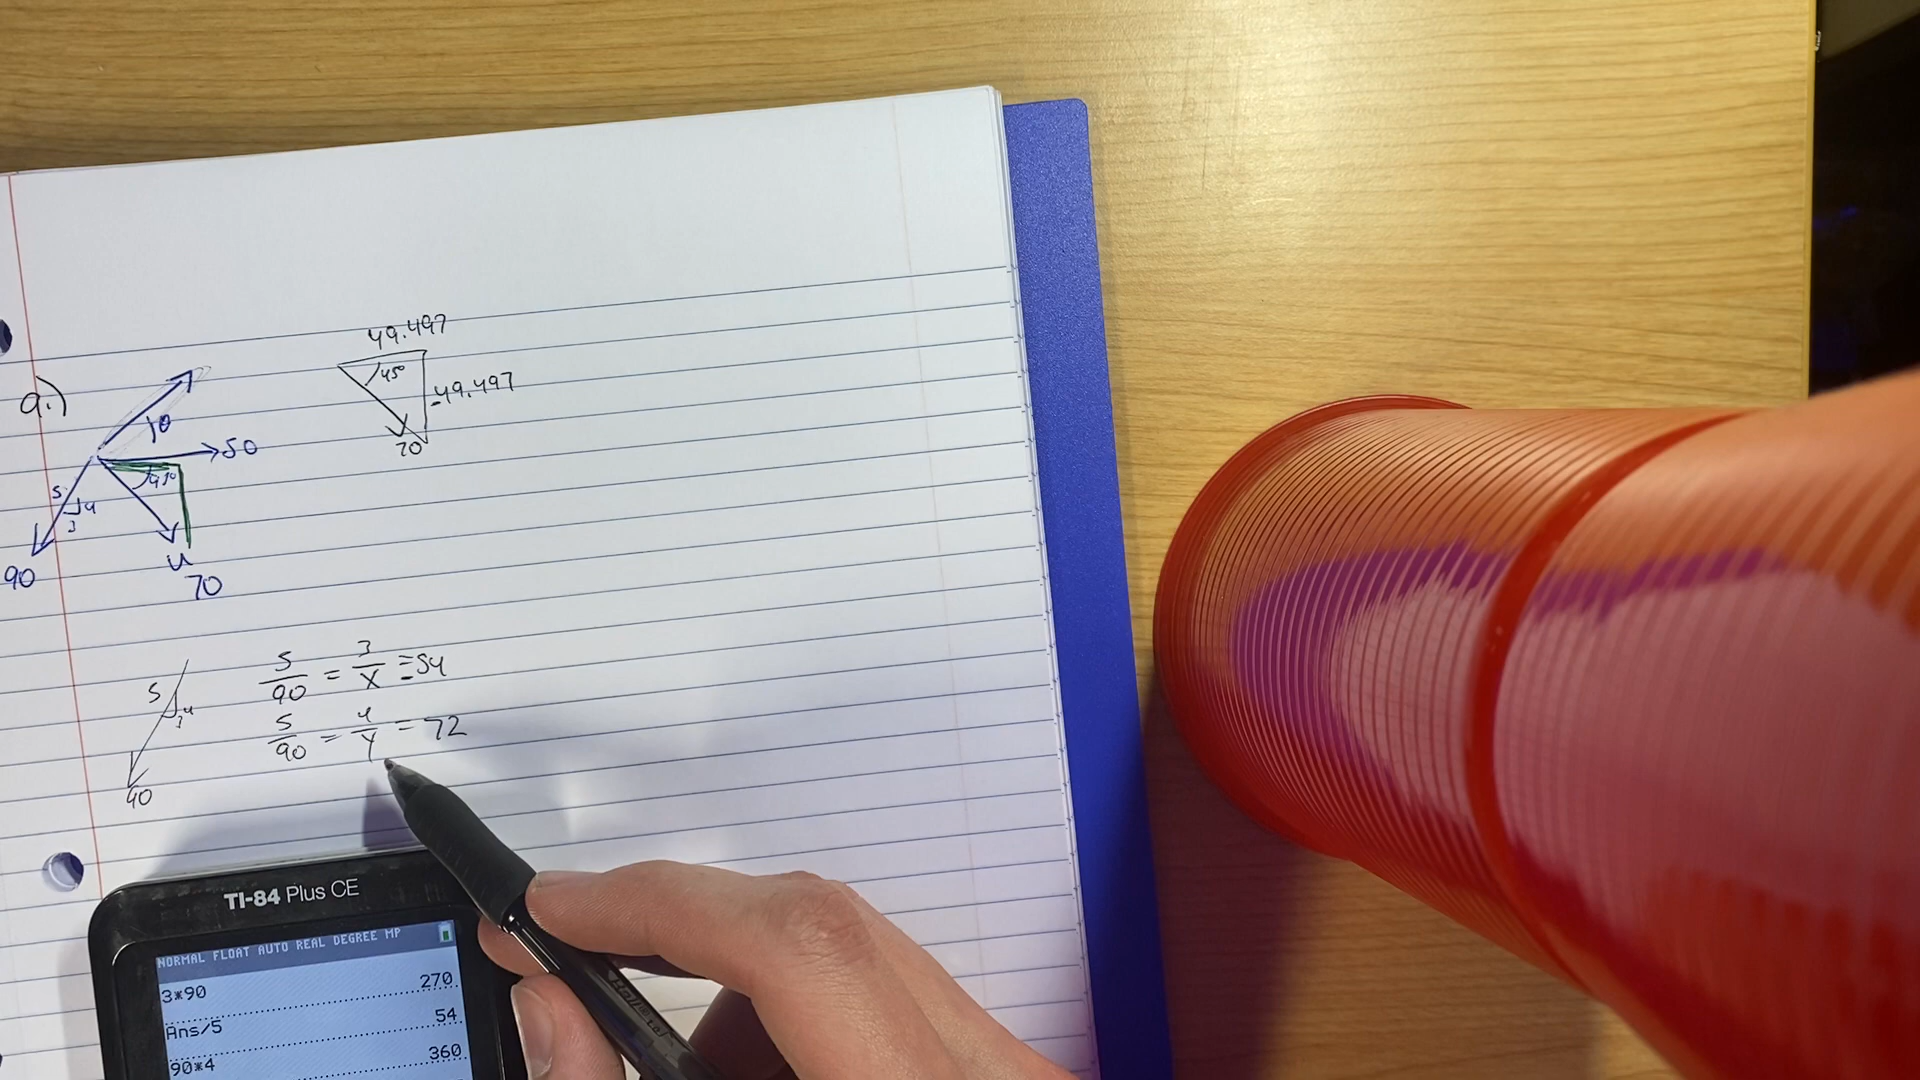 49.497
45°
-49.497
70
a.)
θ
50
45°
5
4
3
90
70
5/90 = 3/x = 54
5
4
3
5/90 = 4/y = 72
40
TI-84 Plus CE
NORMAL FLOAT AUTO REAL DEGREE MP
3*90
270
Ans/5
54
90*4
360